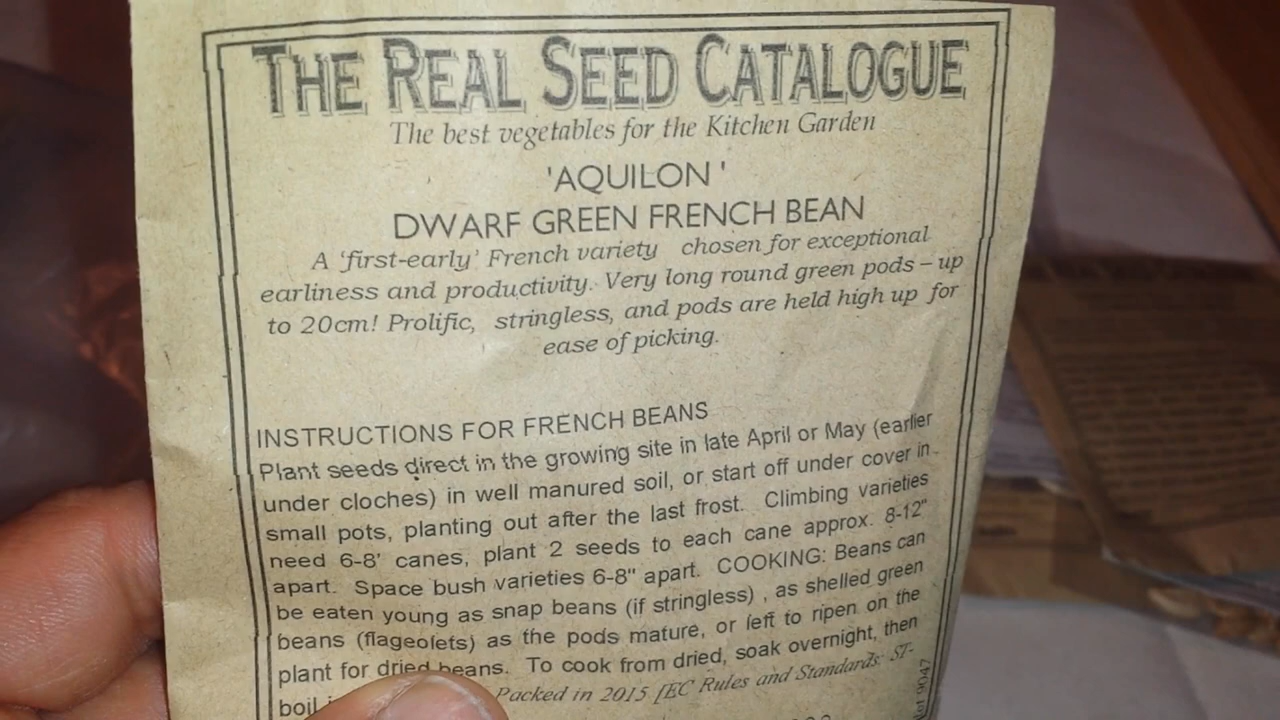 THE REAL SEED CATALOGUE
The best vegetables for the Kitchen Garden
'AQUILON '
DWARF GREEN FRENCH BEAN
A 'first-early' French variety chosen for exceptional
earliness and productivity. Very long round green pods – up
to 20cm! Prolific, stringless, and pods are held high up for
ease of picking.
INSTRUCTIONS FOR FRENCH BEANS
Plant seeds direct in the growing site in late April or May (earlier
under cloches) in well manured soil, or start off under cover in
small pots, planting out after the last frost. Climbing varieties
need 6-8' canes, plant 2 seeds to each cane approx. 8-12"
apart. Space bush varieties 6-8" apart. COOKING: Beans can
be eaten young as snap beans (if stringless) , as shelled green
beans (flageolets) as the pods mature, or left to ripen on the
plant for dried beans. To cook from dried, soak overnight, then
boil
Packed in 2015 [EC Rules and Standards: ST-
9047